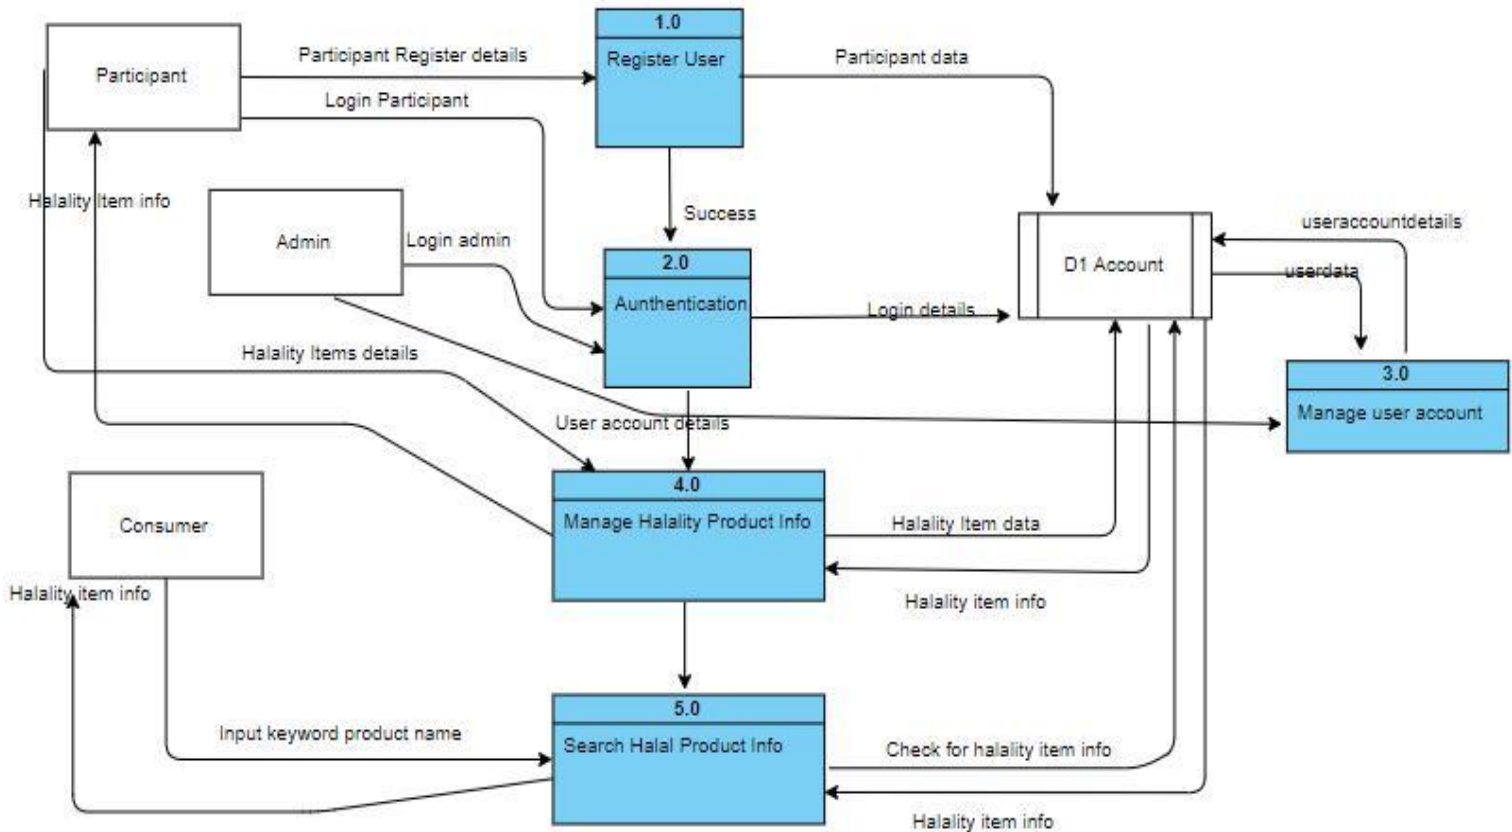 1.0
Register User
Participant
Participant Register details
Participant data
Login Participant
Halality Item info
Success
Admin
Login admin
2.0
Aunthentication
D1 Account
useraccountdetails
userdata
Login details
Halality Items details
3.0
Manage user account
User account details
4.0
Manage Halality Product Info
Halality Item data
Consumer
Halality item info
Halality item info
5.0
Search Halal Product Info
Input keyword product name
Check for halality item info
Halality item info